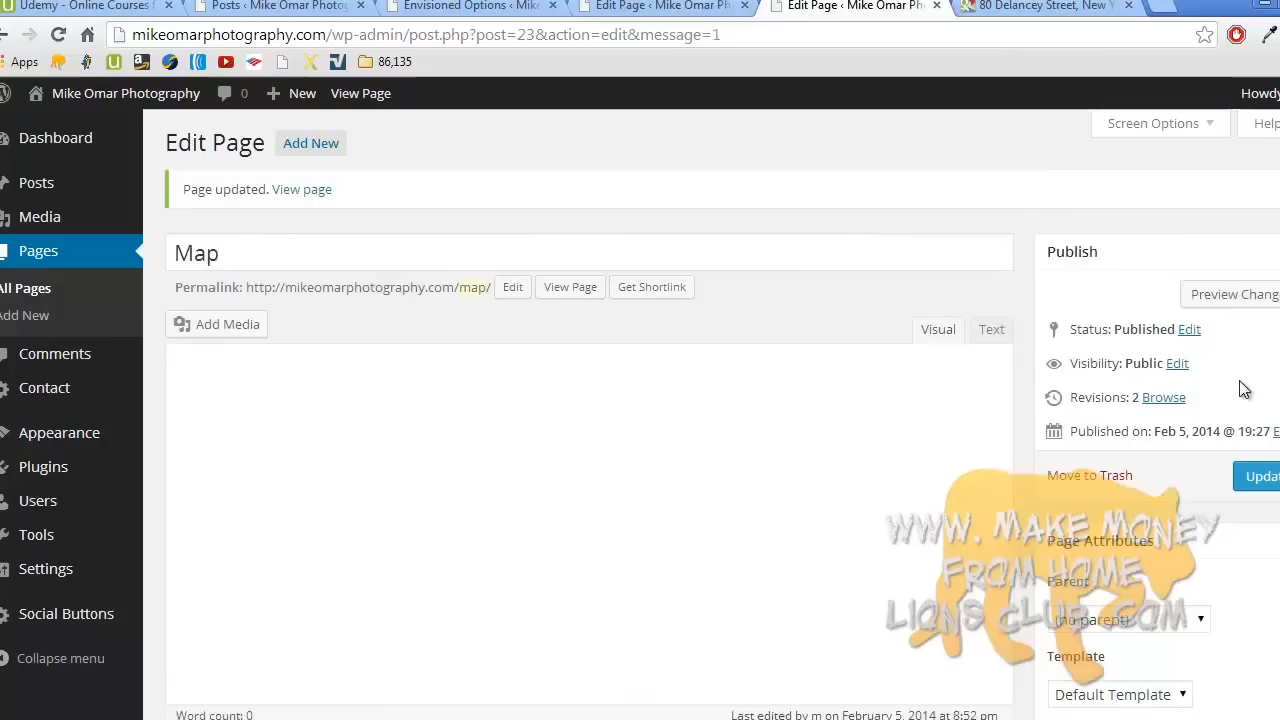 Udemy - Online Courses f
Posts ‹ Mike Omar Photog
Envisioned Options ‹ Mike
Edit Page ‹ Mike Omar Ph
Edit Page ‹ Mike Omar Ph
80 Delancey Street, New Y
mikeomarphotography.com/wp-admin/post.php?post=23&action=edit&message=1
Apps
86,135
Mike Omar Photography
0
New
View Page
Howdy
Dashboard
Posts
Media
Pages
All Pages
Add New
Comments
Contact
Appearance
Plugins
Users
Tools
Settings
Social Buttons
Collapse menu
Screen Options
Help
Edit Page
Add New
Page updated. View page
Map
Permalink: http://mikeomarphotography.com/map/
Edit
View Page
Get Shortlink
Add Media
Visual
Text
Word count: 0
Last edited by m on February 5, 2014 at 8:52 pm
Publish
Preview Chang
Status: Published Edit
Visibility: Public Edit
Revisions: 2 Browse
Published on: Feb 5, 2014 @ 19:27 E
Move to Trash
Updat
Page Attributes
Parent
(no parent)
Template
Default Template
WWW. MAKE MONEY
FROM HOME
LIONS CLUB.COM